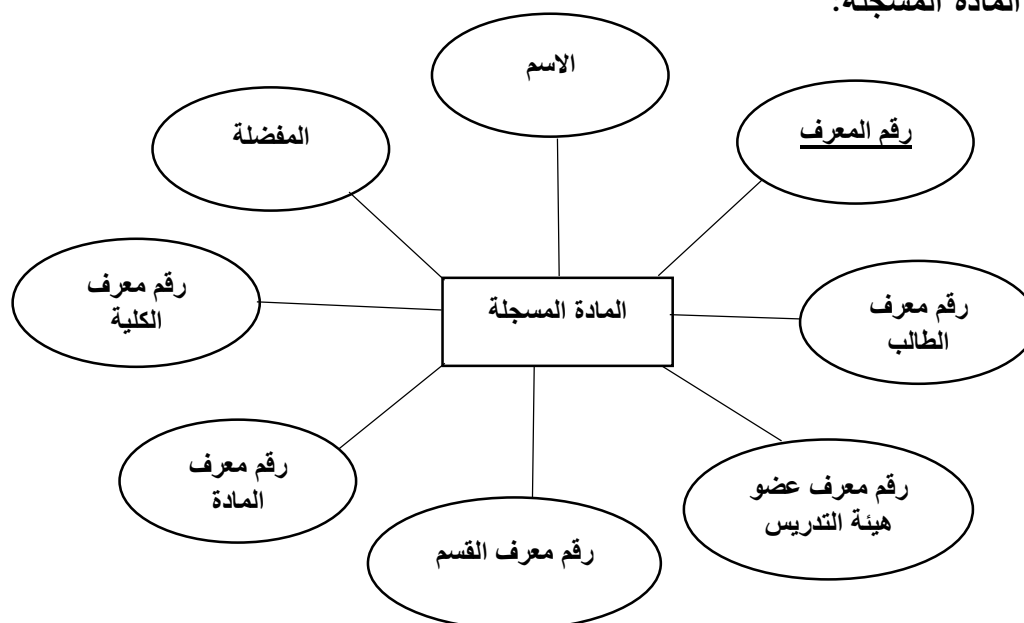 المادة المسجلة:
الاسم
رقم المعرف
المفضلة
رقم معرف
الكلية
المادة المسجلة
رقم معرف
الطالب
رقم معرف
المادة
رقم معرف القسم
رقم معرف عضو
هيئة التدريس